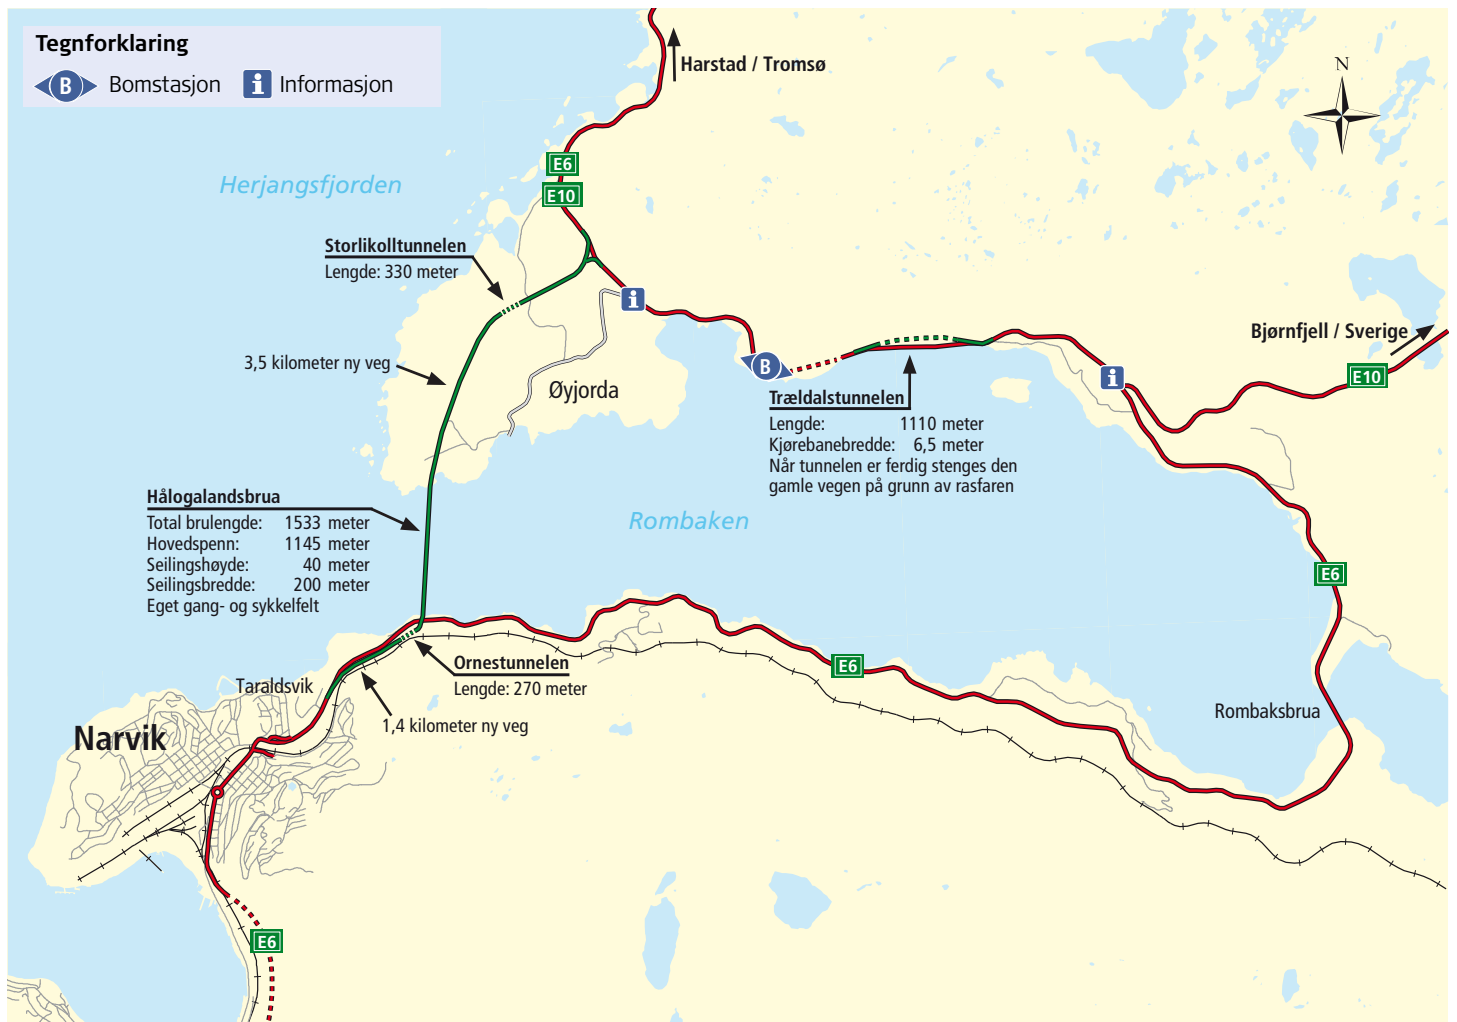 Tegnforklaring
B Bomstasjon i Informasjon
Harstad / Tromsø
N
E6
Herjangsfjorden
E10
Storlikolltunnelen
Lengde: 330 meter
i
Bjørnfjell / Sverige
3,5 kilometer ny veg
B
i
E10
Øyjorda
Trældalstunnelen
Lengde: 1110 meter
Kjørebanebredde: 6,5 meter
Når tunnelen er ferdig stenges den
gamle vegen på grunn av rasfaren
Hålogalandsbrua
Total brulengde: 1533 meter
Hovedspenn: 1145 meter
Seilingshøyde: 40 meter
Seilingsbredde: 200 meter
Eget gang- og sykkelfelt
Rombaken
E6
Ornestunnelen
Lengde: 270 meter
E6
Taraldsvik
1,4 kilometer ny veg
Rombaksbrua
Narvik
E6